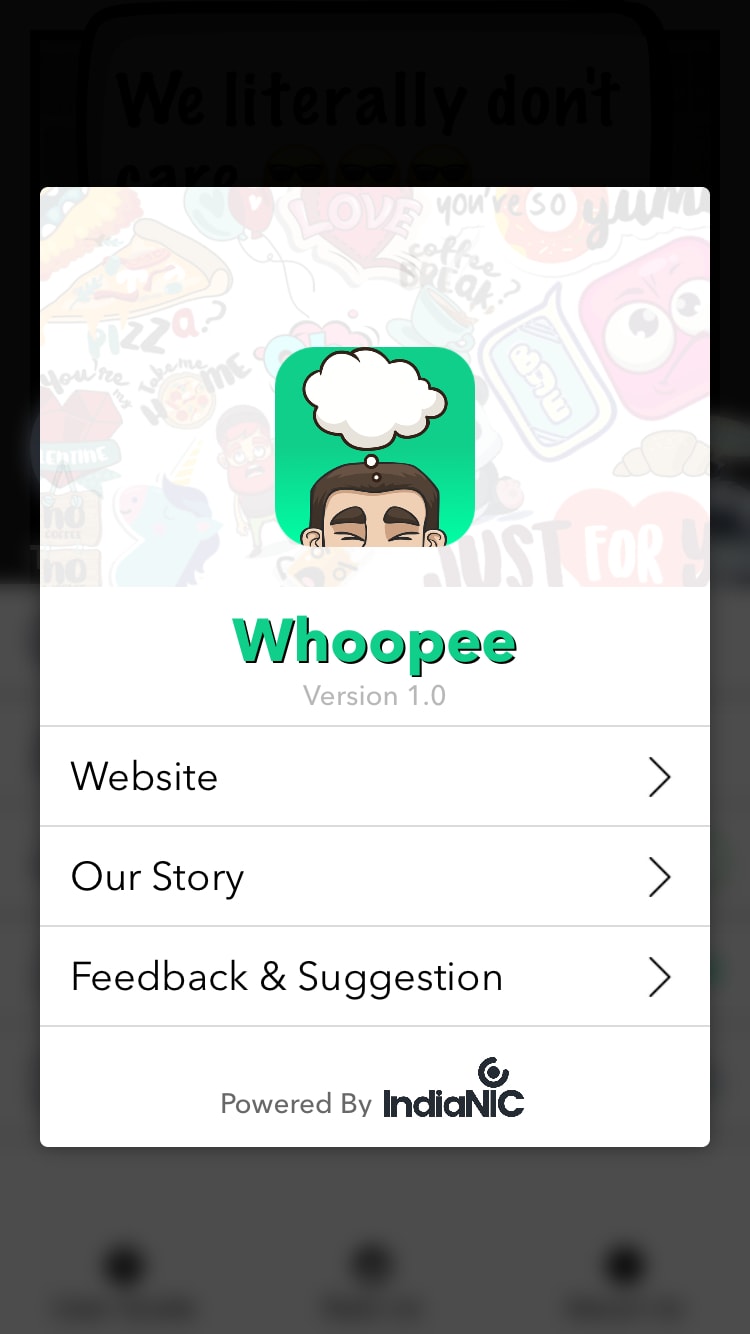 We literally don't
care 😎😎😎
LOVE
you're so yum
coffee
BREAK?
PIZZA?
You're
my
take me
HOME
JUST FOR
Whoopee
Version 1.0
Website
Our Story
Feedback & Suggestion
Powered By IndiaNIC